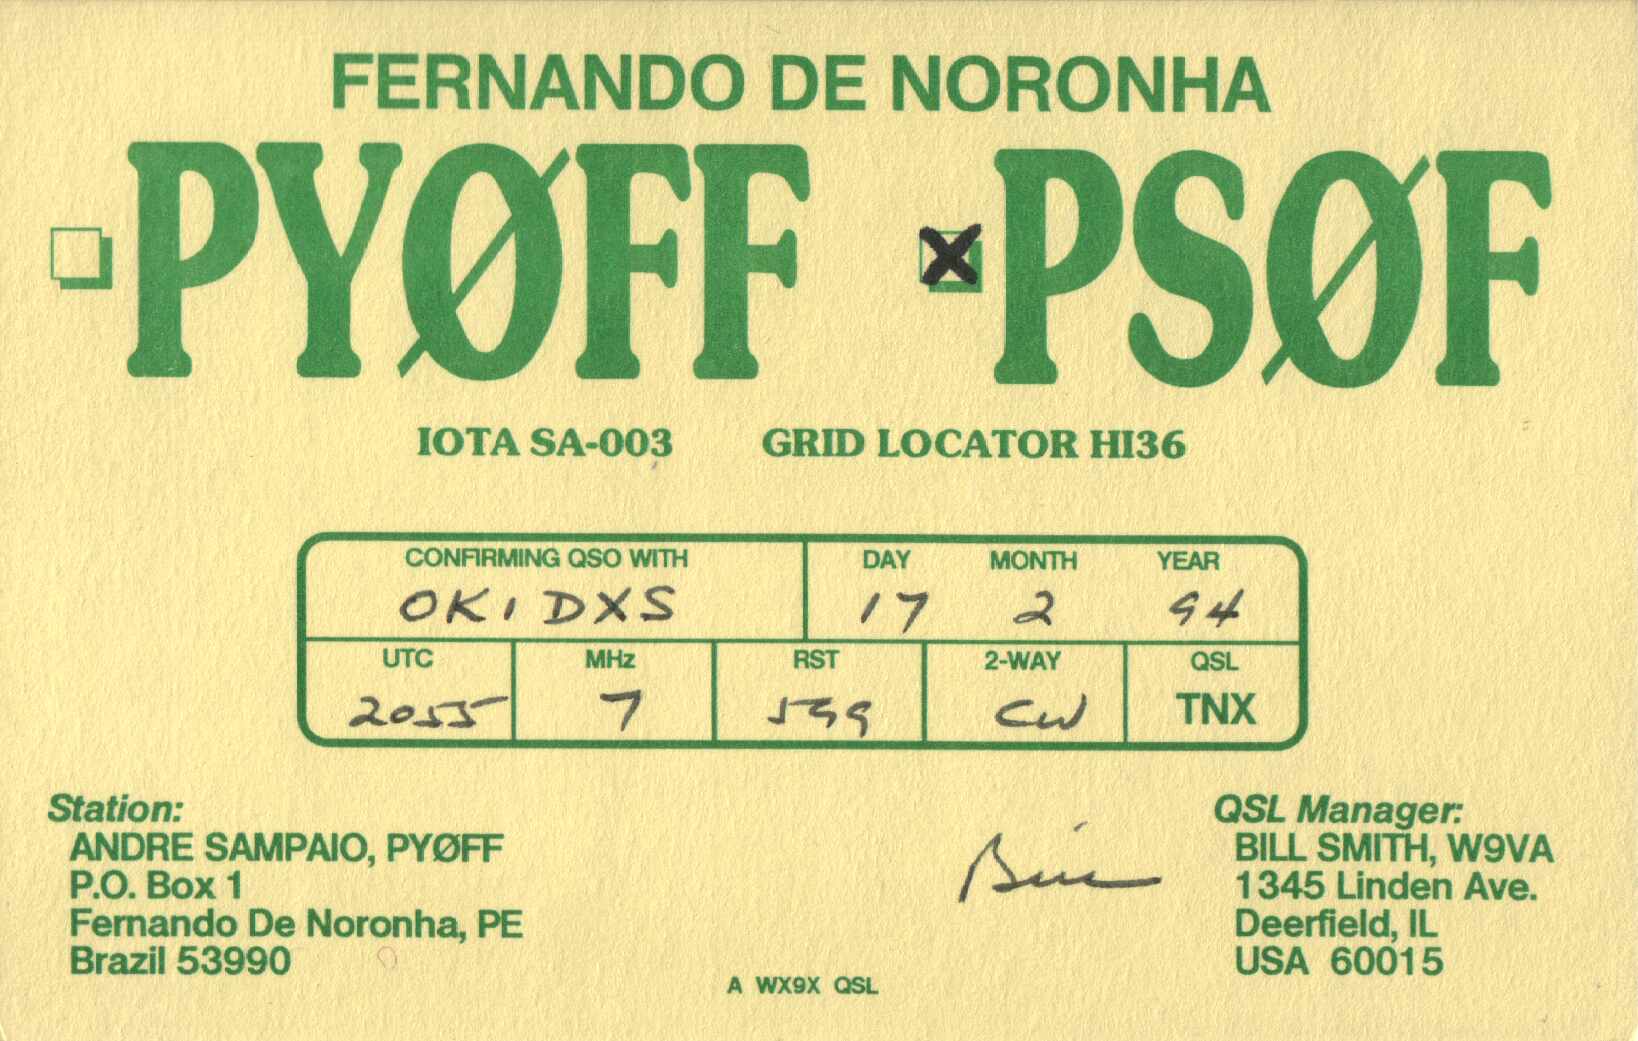 FERNANDO DE NORONHA
PYØFF PSØF
IOTA SA-003 GRID LOCATOR HI36
CONFIRMING QSO WITH DAY MONTH YEAR
OK1DXS 17 2 94
UTC MHz RST 2-WAY QSL
2055 7 599 CW TNX
Station:
ANDRE SAMPAIO, PYØFF
P.O. Box 1
Fernando De Noronha, PE
Brazil 53990
Bill
QSL Manager:
BILL SMITH, W9VA
1345 Linden Ave.
Deerfield, IL
USA 60015
A WX9X QSL